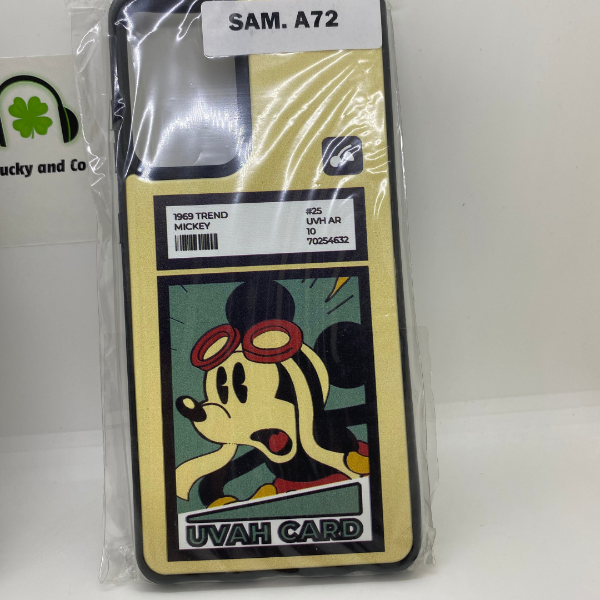 SAM. A72
ucky and Co
1969 TREND
MICKEY
#25
UVH AR
10
70254632
UVAH CARD